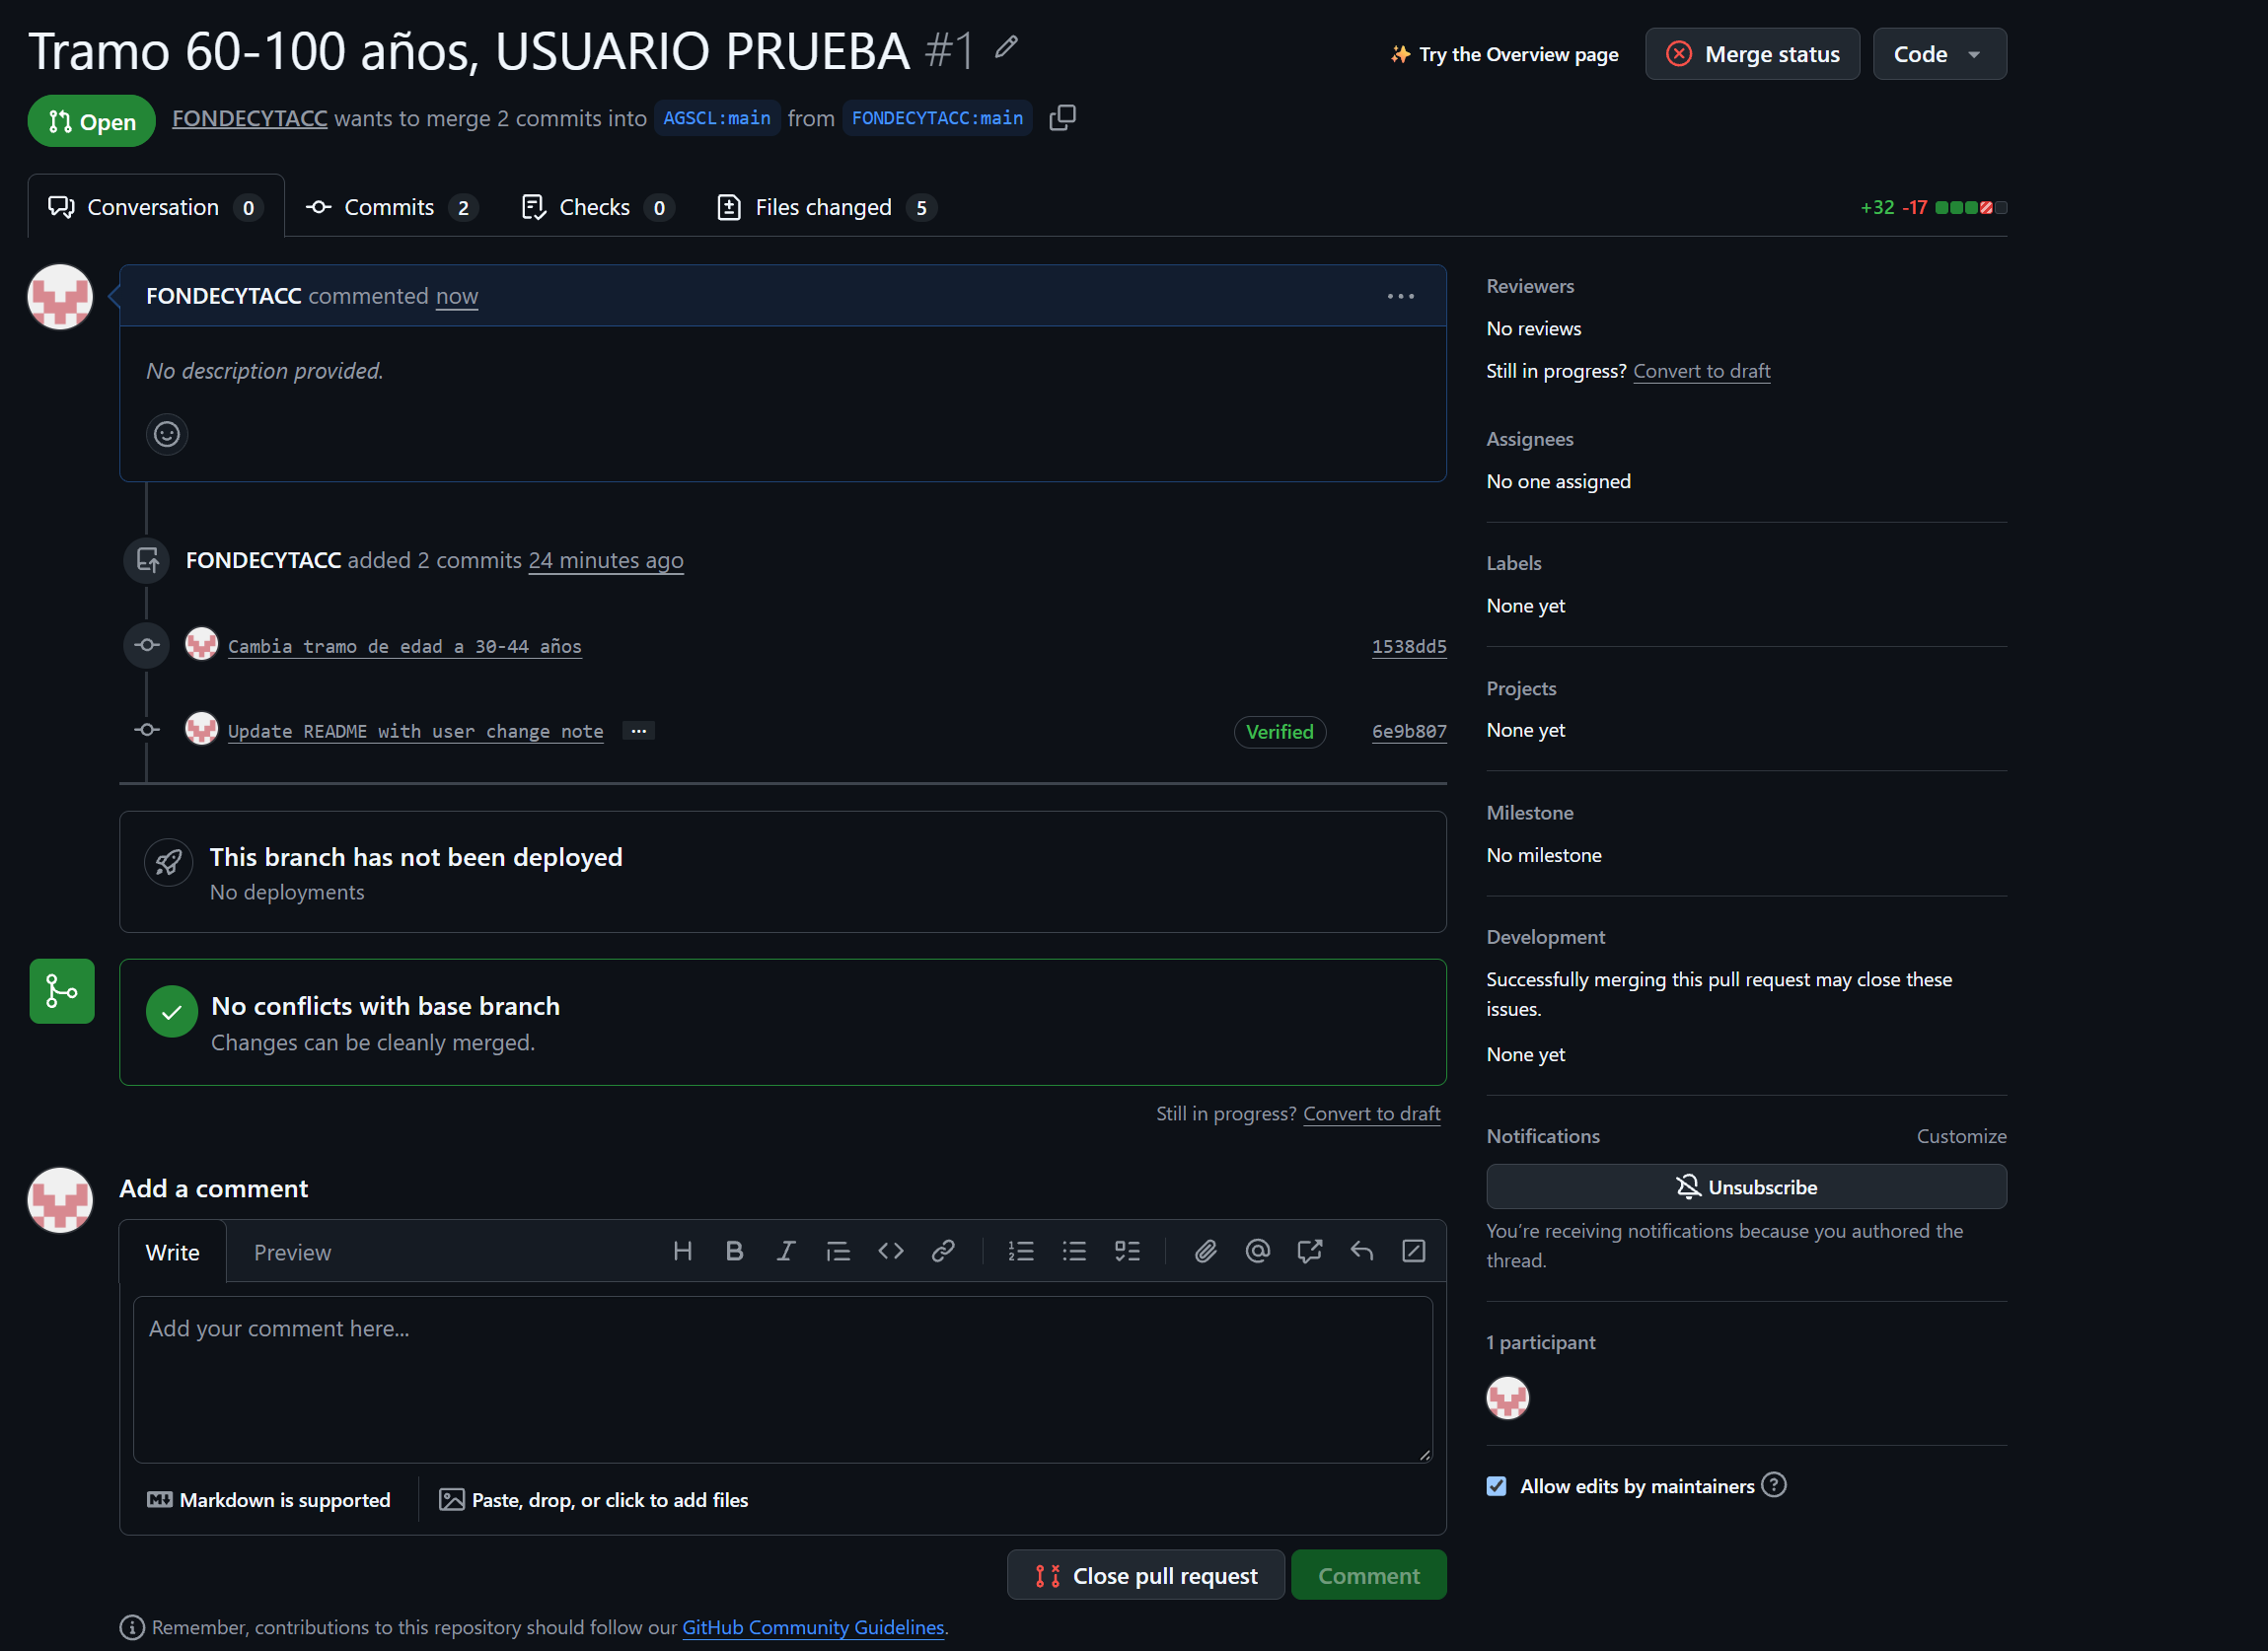 Tramo 60-100 años, USUARIO PRUEBA #1
Try the Overview page
Merge status
Code
Open
FONDECYTACC wants to merge 2 commits into AGSCL:main from FONDECYTACC:main
Conversation 0
Commits 2
Checks 0
Files changed 5
+32 -17
FONDECYTACC commented now
No description provided.
FONDECYTACC added 2 commits 24 minutes ago
Cambia tramo de edad a 30-44 años
1538dd5
Update README with user change note
Verified
6e9b807
This branch has not been deployed
No deployments
No conflicts with base branch
Changes can be cleanly merged.
Still in progress? Convert to draft
Add a comment
Write
Preview
Add your comment here...
Markdown is supported
Paste, drop, or click to add files
Close pull request
Comment
Remember, contributions to this repository should follow our GitHub Community Guidelines.
Reviewers
No reviews
Still in progress? Convert to draft
Assignees
No one assigned
Labels
None yet
Projects
None yet
Milestone
No milestone
Development
Successfully merging this pull request may close these
issues.
None yet
Notifications
Customize
Unsubscribe
You’re receiving notifications because you authored the
thread.
1 participant
Allow edits by maintainers